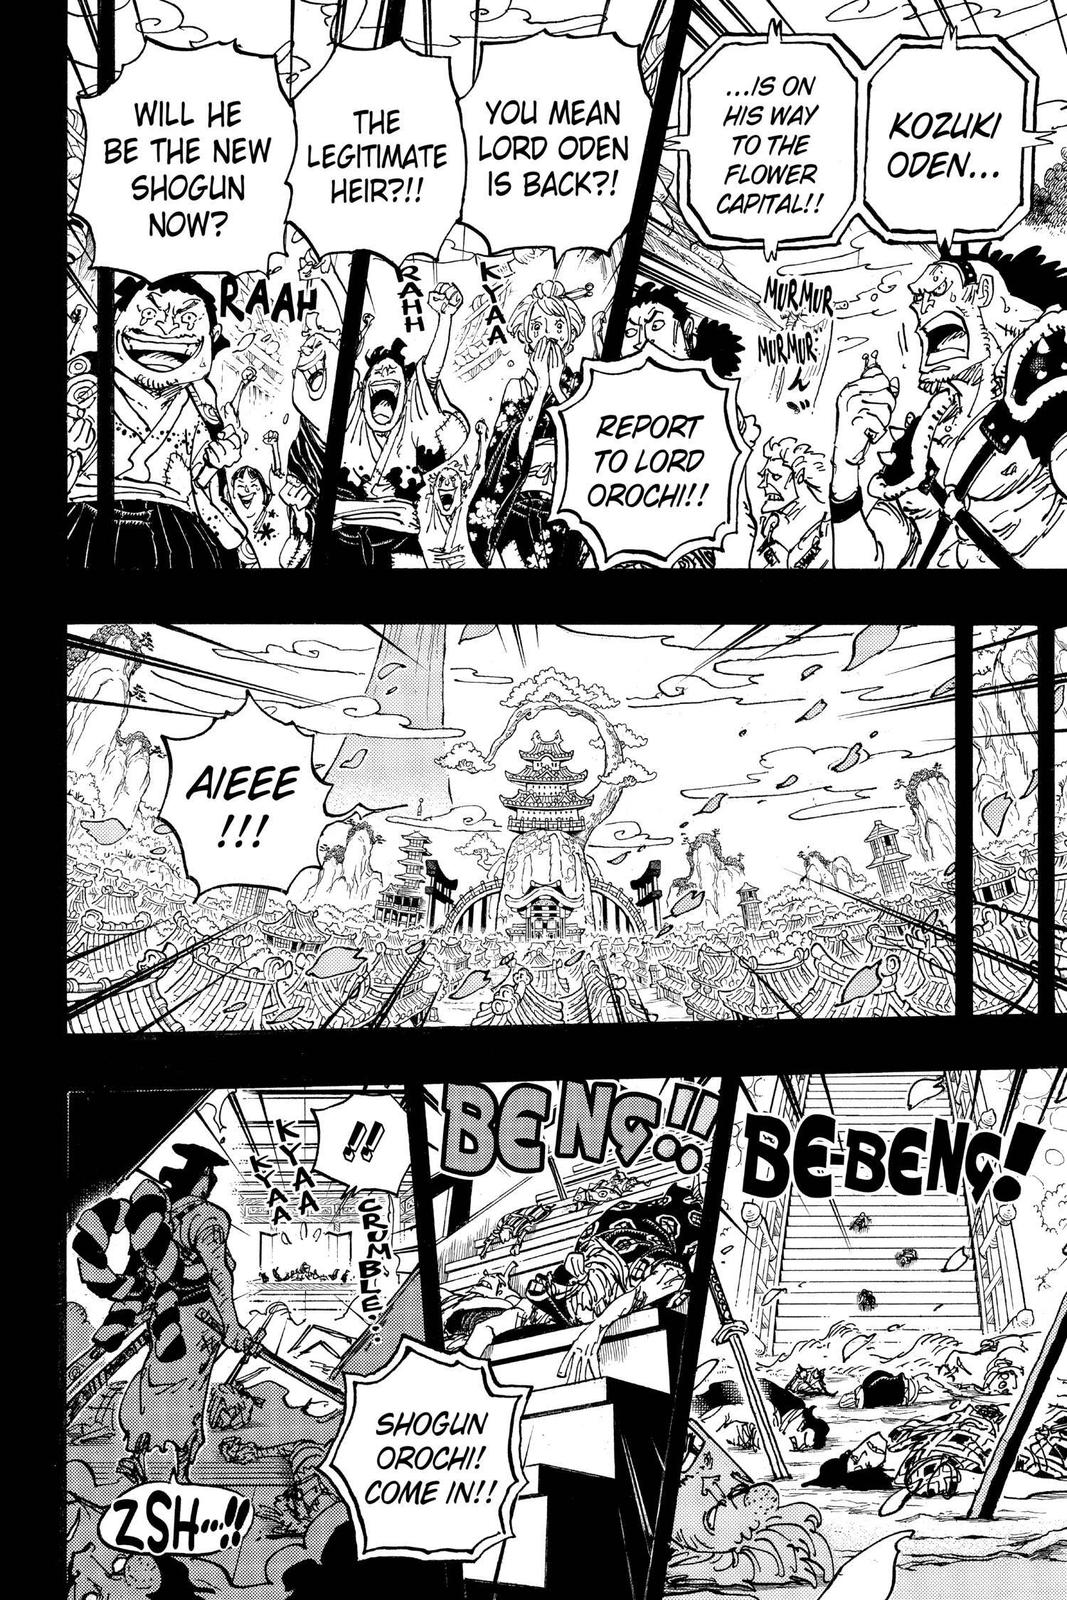 KOZUKI
ODEN...
...IS ON
HIS WAY
TO THE
FLOWER
CAPITAL!!
MURMUR
MURMUR
ん
REPORT
TO LORD
OROCHI!!
YOU MEAN
LORD ODEN
IS BACK?!
KYAA
THE
LEGITIMATE
HEIR?!!
RAHH
WILL HE
BE THE NEW
SHOGUN
NOW?
RAAH
AIEEE
!!!
BE-BENG!
BENG!!
!!
KYAA
KYAA
CRUMBLE...
SHOGUN
OROCHI!
COME IN!!
ZSH...!!